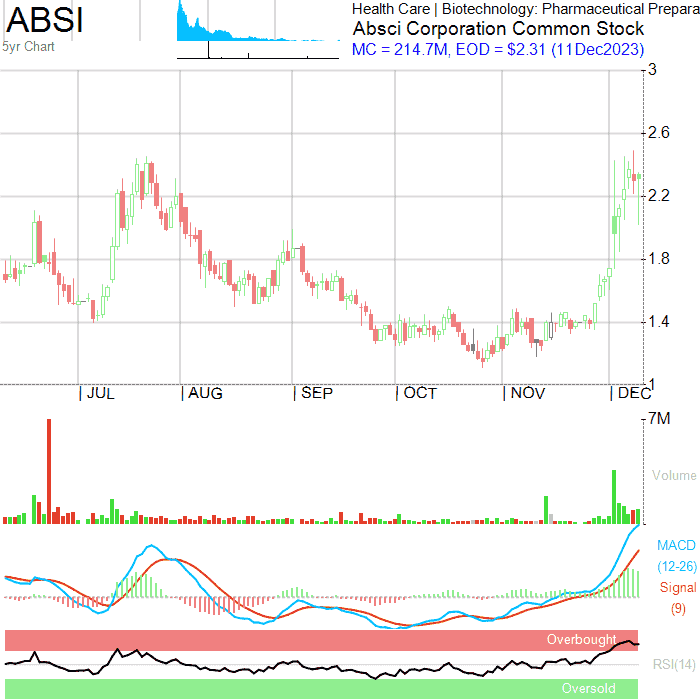 ABSI
5yr Chart
Health Care | Biotechnology: Pharmaceutical Prepara
Absci Corporation Common Stock
MC = 214.7M, EOD = $2.31 (11Dec2023)
3
2.6
2.2
1.8
1.4
1
JUL
AUG
SEP
OCT
NOV
DEC
7M
Volume
MACD
(12-26)
Signal
(9)
Overbought
RSI(14)
Oversold